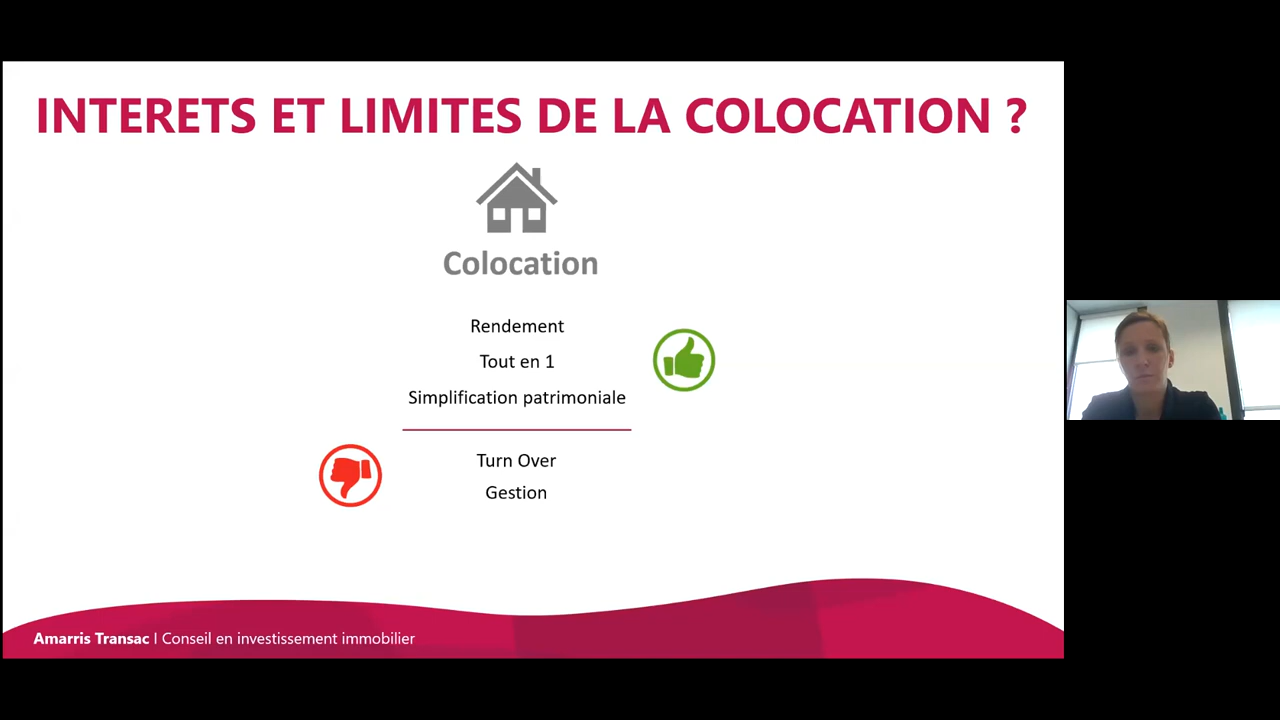 INTERETS ET LIMITES DE LA COLOCATION ?
Colocation
Rendement
Tout en 1
Simplification patrimoniale
Turn Over
Gestion
Amarris Transac | Conseil en investissement immobilier